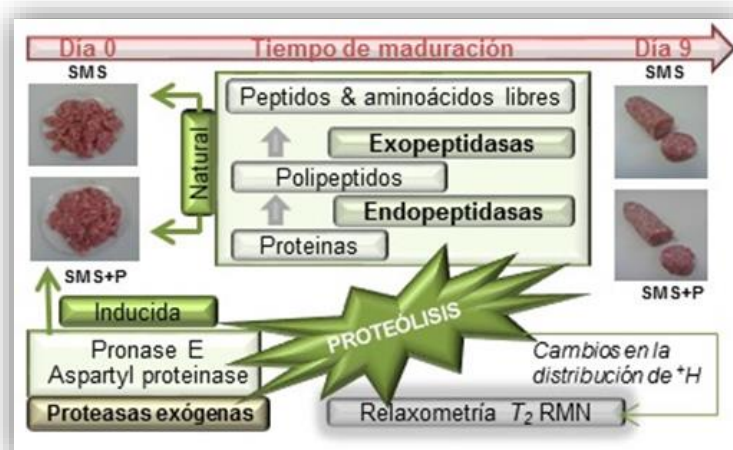 Día 0 Tiempo de maduración Día 9
SMS
SMS
Peptidos & aminoácidos libres
Natural
Exopeptidasas
Polipeptidos
Endopeptidasas
Proteinas
SMS+P
SMS+P
Inducida
PROTEÓLISIS
Pronase E
Aspartyl proteinase
Proteasas exógenas
Cambios en la
distribución de ⁺H
Relaxometría T₂ RMN